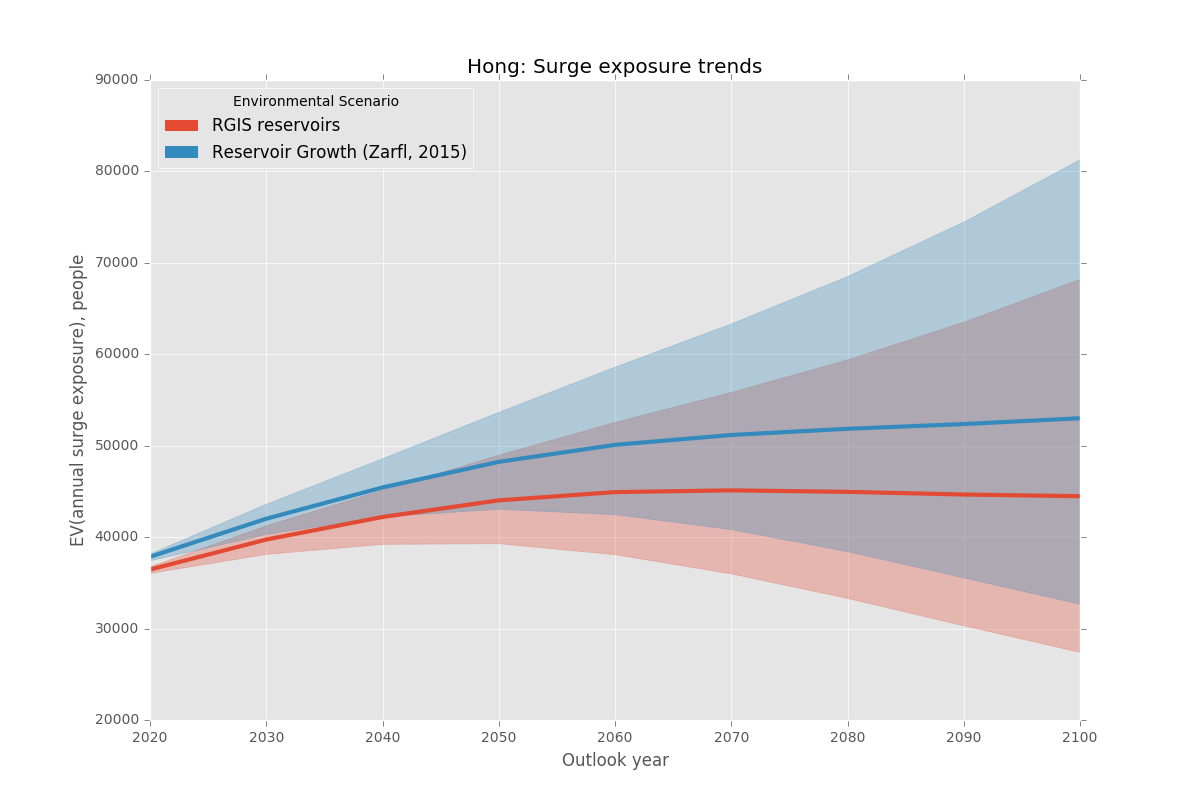 Hong: Surge exposure trends
Environmental Scenario
RGIS reservoirs
Reservoir Growth (Zarfl, 2015)
EV(annual surge exposure), people
90000
80000
70000
60000
50000
40000
30000
20000
2020 2030 2040 2050 2060 2070 2080 2090 2100
Outlook year